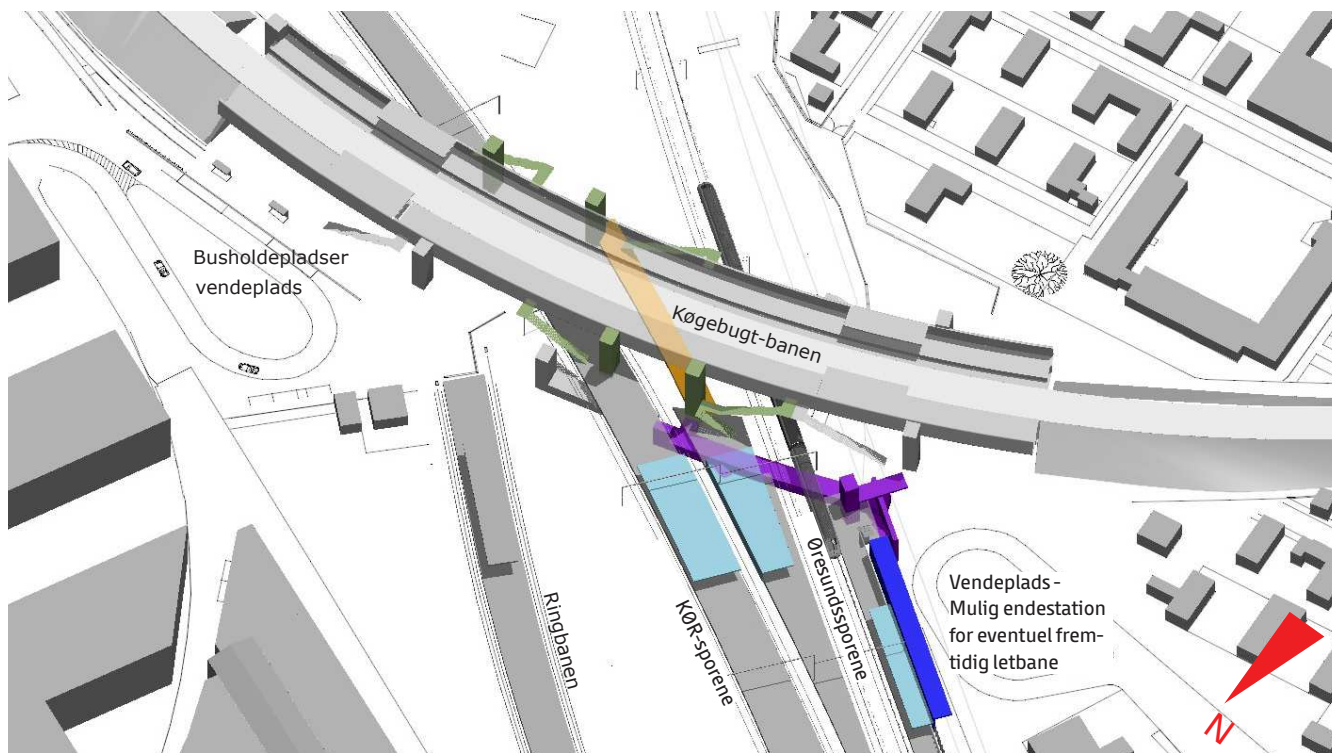 Busholdepladser
vendeplads
Køgebugt-banen
Ringbanen
KØR-sporene
Øresundssporene
Vendeplads -
Mulig endestation
for eventuel frem-
tidig letbane
N